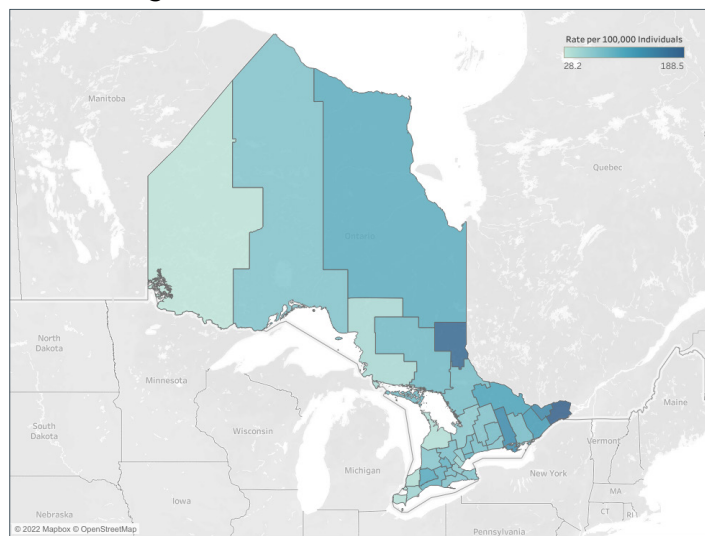 Rate per 100,000 Individuals
28.2 188.5
Manitoba
Quebec
Ontario
North
Dakota
Minnesota
Maine
South
Dakota
Wisconsin
Vermont
Michigan
New York
MA
CT RI
Iowa
Nebraska
Pennsylvania
© 2022 Mapbox © OpenStreetMap